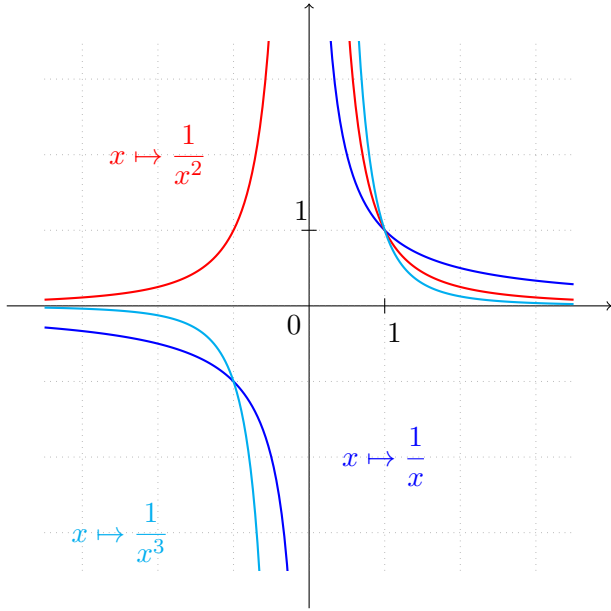 x ↦ 1/x²
1
0
1
x ↦ 1/x
x ↦ 1/x³